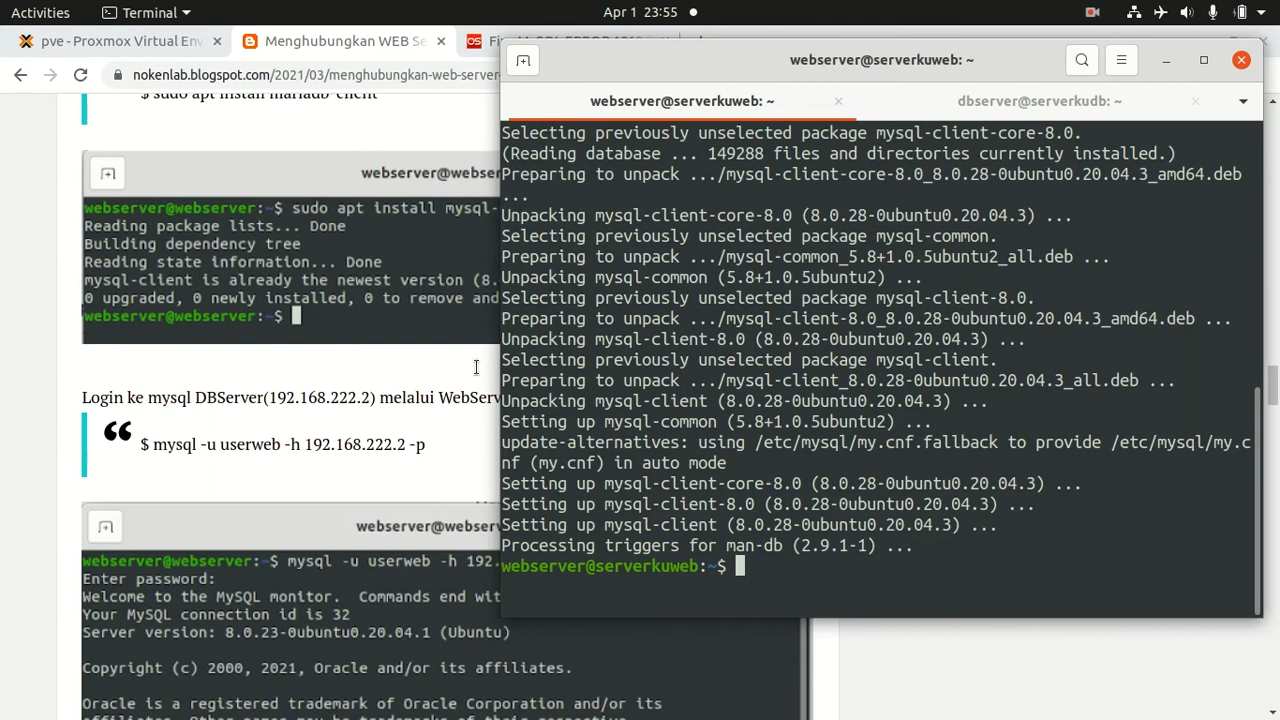 Activities
Terminal
Apr 1 23:55
pve - Proxmox Virtual Env
Menghubungkan WEB Se
nokenlab.blogspot.com/2021/03/menghubungkan-web-server-
$ sudo apt install mariadb-client
webserver@webser
webserver@webserver:~$ sudo apt install mysql-
Reading package lists... Done
Building dependency tree
Reading state information... Done
mysql-client is already the newest version (8.
0 upgraded, 0 newly installed, 0 to remove and
webserver@webserver:~$
Login ke mysql DBServer(192.168.222.2) melalui WebServ
$ mysql -u userweb -h 192.168.222.2 -p
webserver@webser
webserver@webserver:~$ mysql -u userweb -h 192.
Enter password:
Welcome to the MySQL monitor. Commands end wit
Your MySQL connection id is 32
Server version: 8.0.23-0ubuntu0.20.04.1 (Ubuntu)
Copyright (c) 2000, 2021, Oracle and/or its affiliates.
Oracle is a registered trademark of Oracle Corporation and/or its
webserver@serverkuweb: ~
webserver@serverkuweb: ~
dbserver@serverkudb: ~
Selecting previously unselected package mysql-client-core-8.0.
(Reading database ... 149288 files and directories currently installed.)
Preparing to unpack .../mysql-client-core-8.0_8.0.28-0ubuntu0.20.04.3_amd64.deb
...
Unpacking mysql-client-core-8.0 (8.0.28-0ubuntu0.20.04.3) ...
Selecting previously unselected package mysql-common.
Preparing to unpack .../mysql-common_5.8+1.0.5ubuntu2_all.deb ...
Unpacking mysql-common (5.8+1.0.5ubuntu2) ...
Selecting previously unselected package mysql-client-8.0.
Preparing to unpack .../mysql-client-8.0_8.0.28-0ubuntu0.20.04.3_amd64.deb ...
Unpacking mysql-client-8.0 (8.0.28-0ubuntu0.20.04.3) ...
Selecting previously unselected package mysql-client.
Preparing to unpack .../mysql-client_8.0.28-0ubuntu0.20.04.3_all.deb ...
Unpacking mysql-client (8.0.28-0ubuntu0.20.04.3) ...
Setting up mysql-common (5.8+1.0.5ubuntu2) ...
update-alternatives: using /etc/mysql/my.cnf.fallback to provide /etc/mysql/my.c
nf (my.cnf) in auto mode
Setting up mysql-client-core-8.0 (8.0.28-0ubuntu0.20.04.3) ...
Setting up mysql-client-8.0 (8.0.28-0ubuntu0.20.04.3) ...
Setting up mysql-client (8.0.28-0ubuntu0.20.04.3) ...
Processing triggers for man-db (2.9.1-1) ...
webserver@serverkuweb:~$